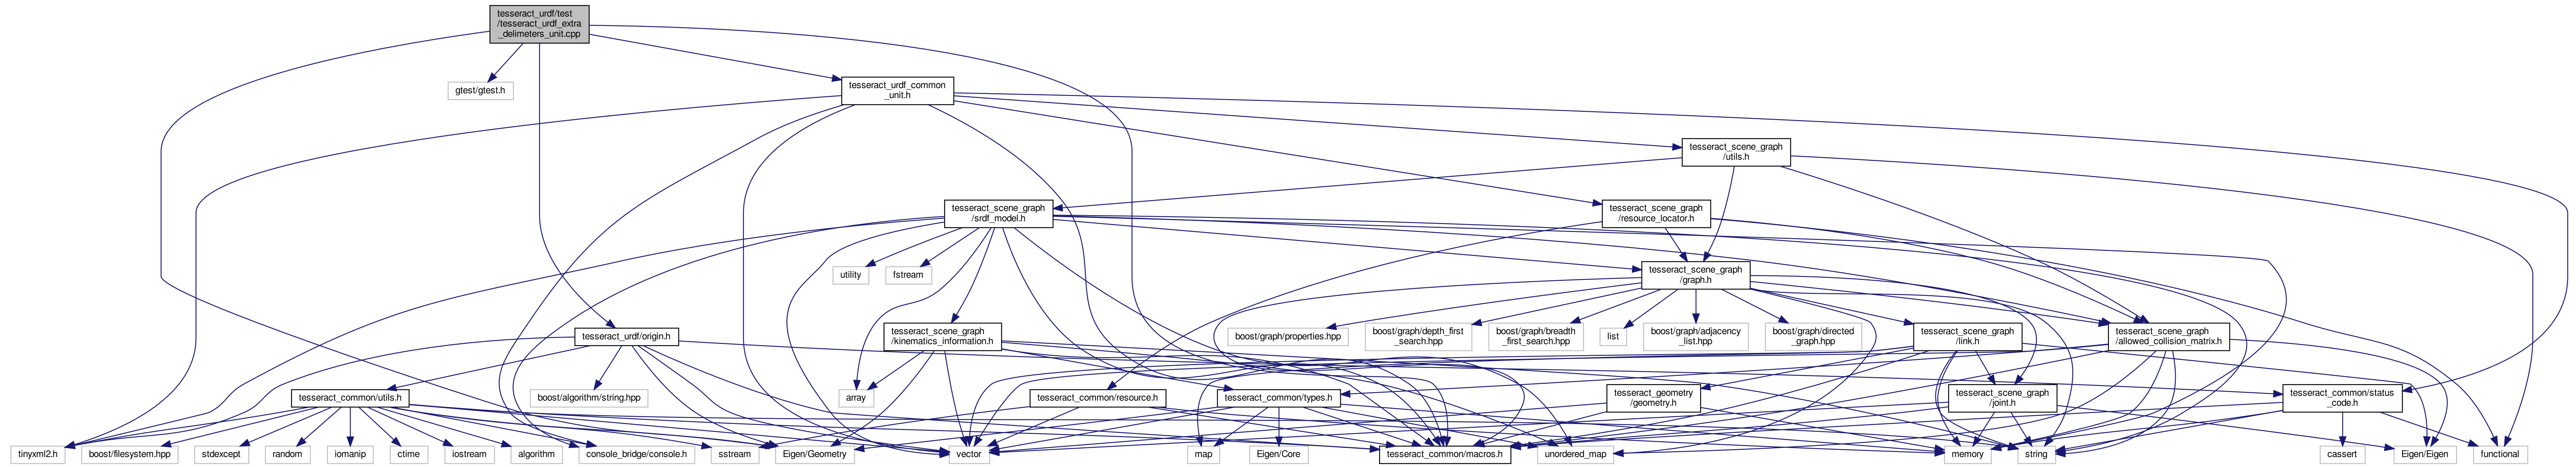 tesseract_urdf/test
/tesseract_urdf_extra
_delimeters_unit.cpp
gtest/gtest.h
tesseract_urdf_common
_unit.h
tesseract_scene_graph
/utils.h
tesseract_scene_graph
/srdf_model.h
tesseract_scene_graph
/resource_locator.h
utility
fstream
tesseract_scene_graph
/graph.h
tesseract_urdf/origin.h
tesseract_scene_graph
/kinematics_information.h
boost/graph/properties.hpp
boost/graph/depth_first
_search.hpp
boost/graph/breadth
_first_search.hpp
list
boost/graph/adjacency
_list.hpp
boost/graph/directed
_graph.hpp
tesseract_scene_graph
/link.h
tesseract_scene_graph
/allowed_collision_matrix.h
tesseract_common/utils.h
boost/algorithm/string.hpp
array
tesseract_common/resource.h
tesseract_common/types.h
tesseract_geometry
/geometry.h
tesseract_scene_graph
/joint.h
tesseract_common/status
_code.h
tinyxml2.h
boost/filesystem.hpp
stdexcept
random
iomanip
ctime
iostream
algorithm
console_bridge/console.h
sstream
Eigen/Geometry
vector
map
Eigen/Core
tesseract_common/macros.h
unordered_map
memory
string
cassert
Eigen/Eigen
functional